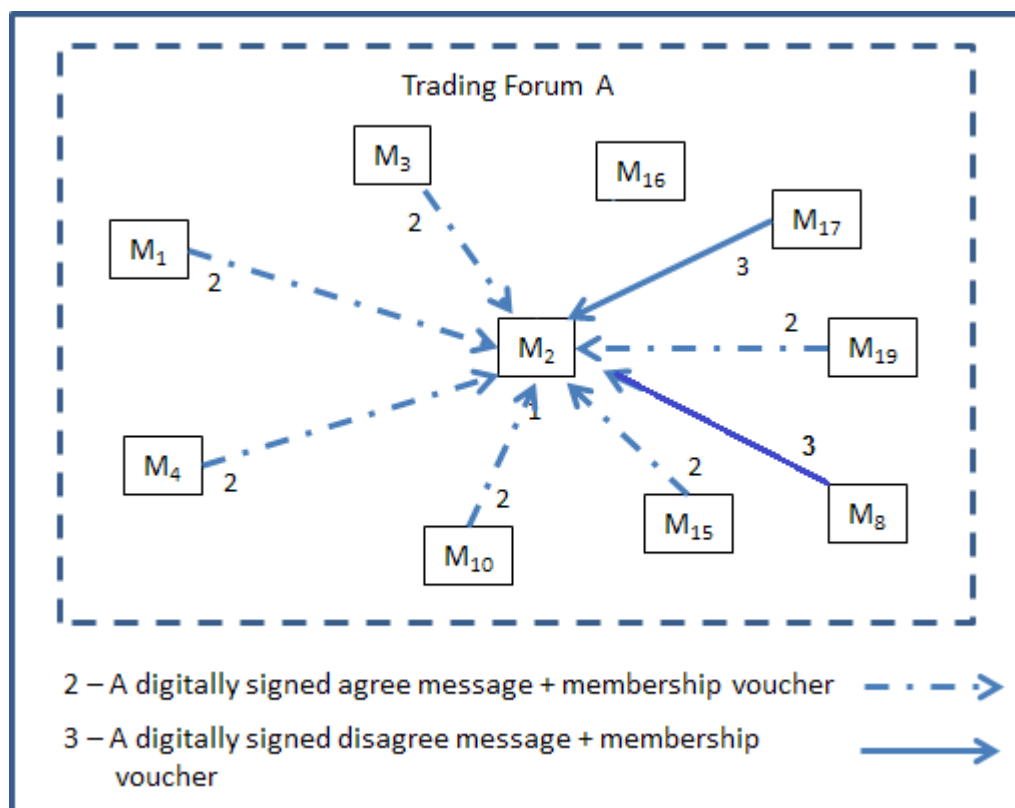 Trading Forum A
M3
M16
M17
2
M1
3
2
2
M2
M19
1
3
M4
2
2
2
M8
M15
M10
2 – A digitally signed agree message + membership voucher
3 – A digitally signed disagree message + membership
voucher